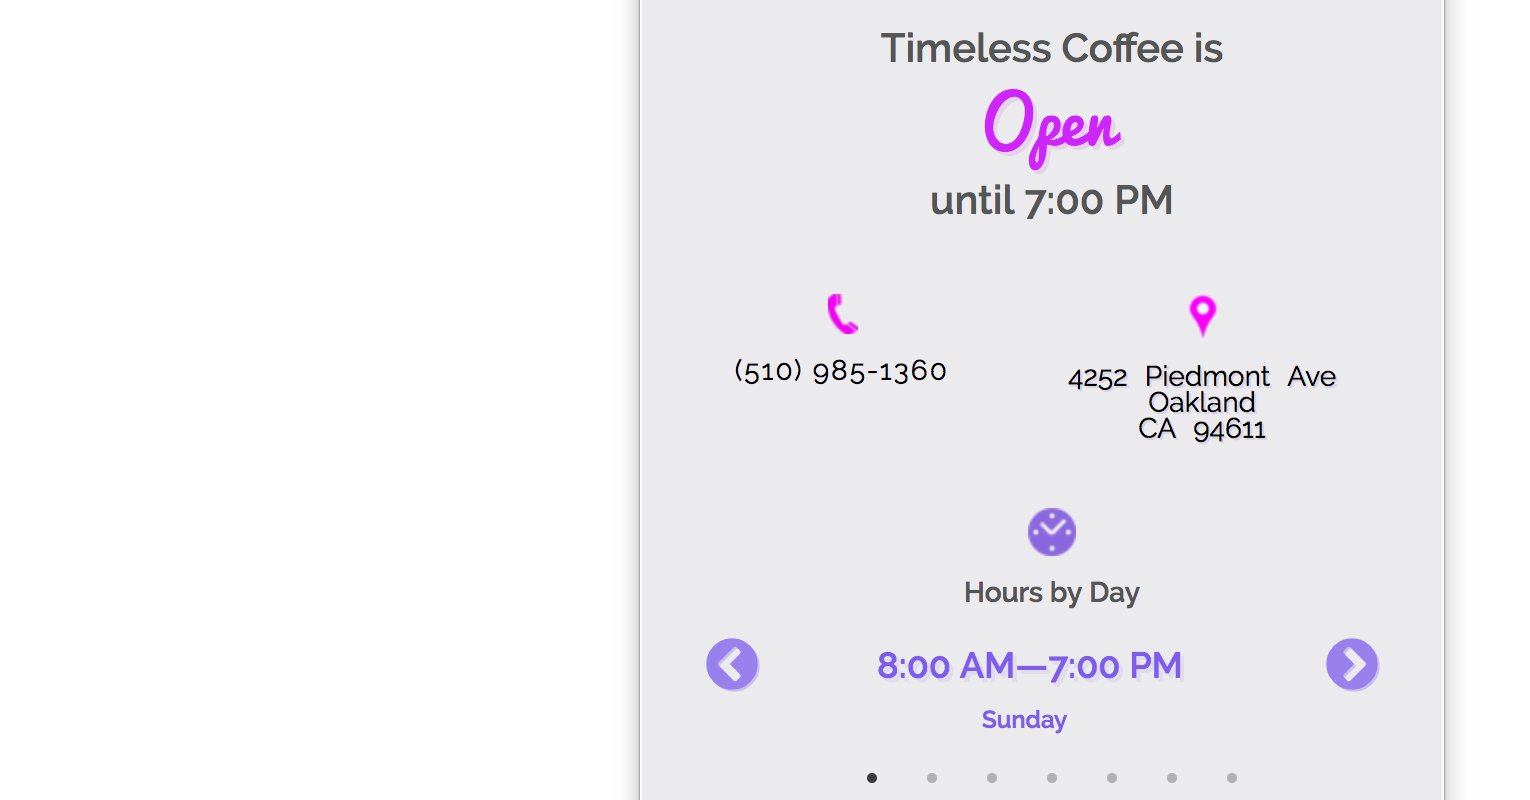 Timeless Coffee is
Open
until 7:00 PM
(510) 985-1360
4252 Piedmont Ave
Oakland
CA 94611
Hours by Day
8:00 AM—7:00 PM
Sunday